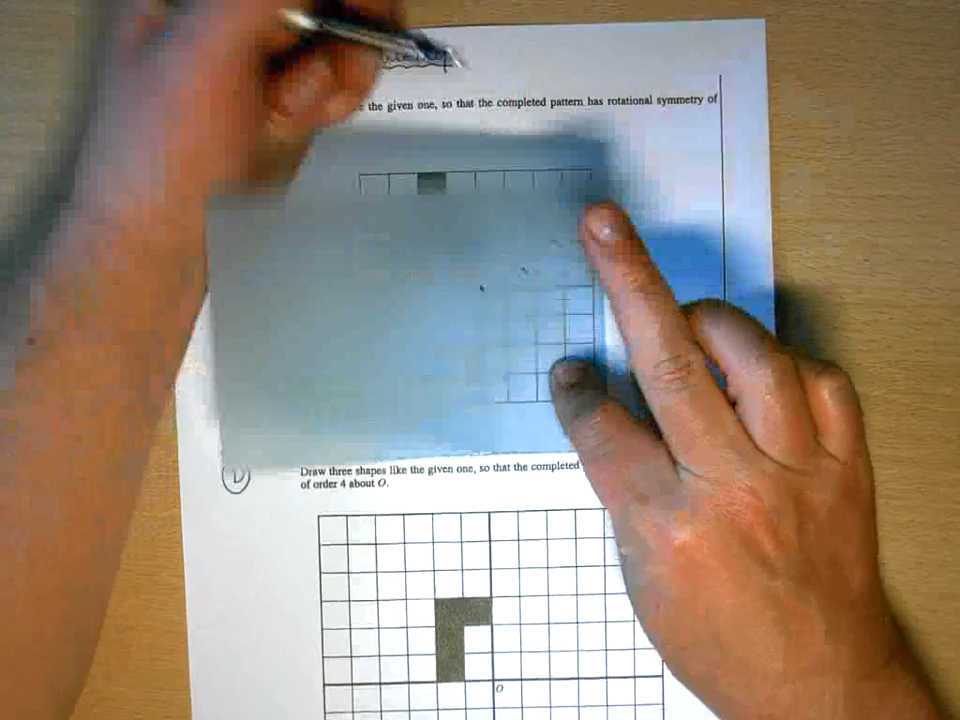 the given one, so that the completed pattern has rotational symmetry of
D
Draw three shapes like the given one, so that the completed
of order 4 about O.
O